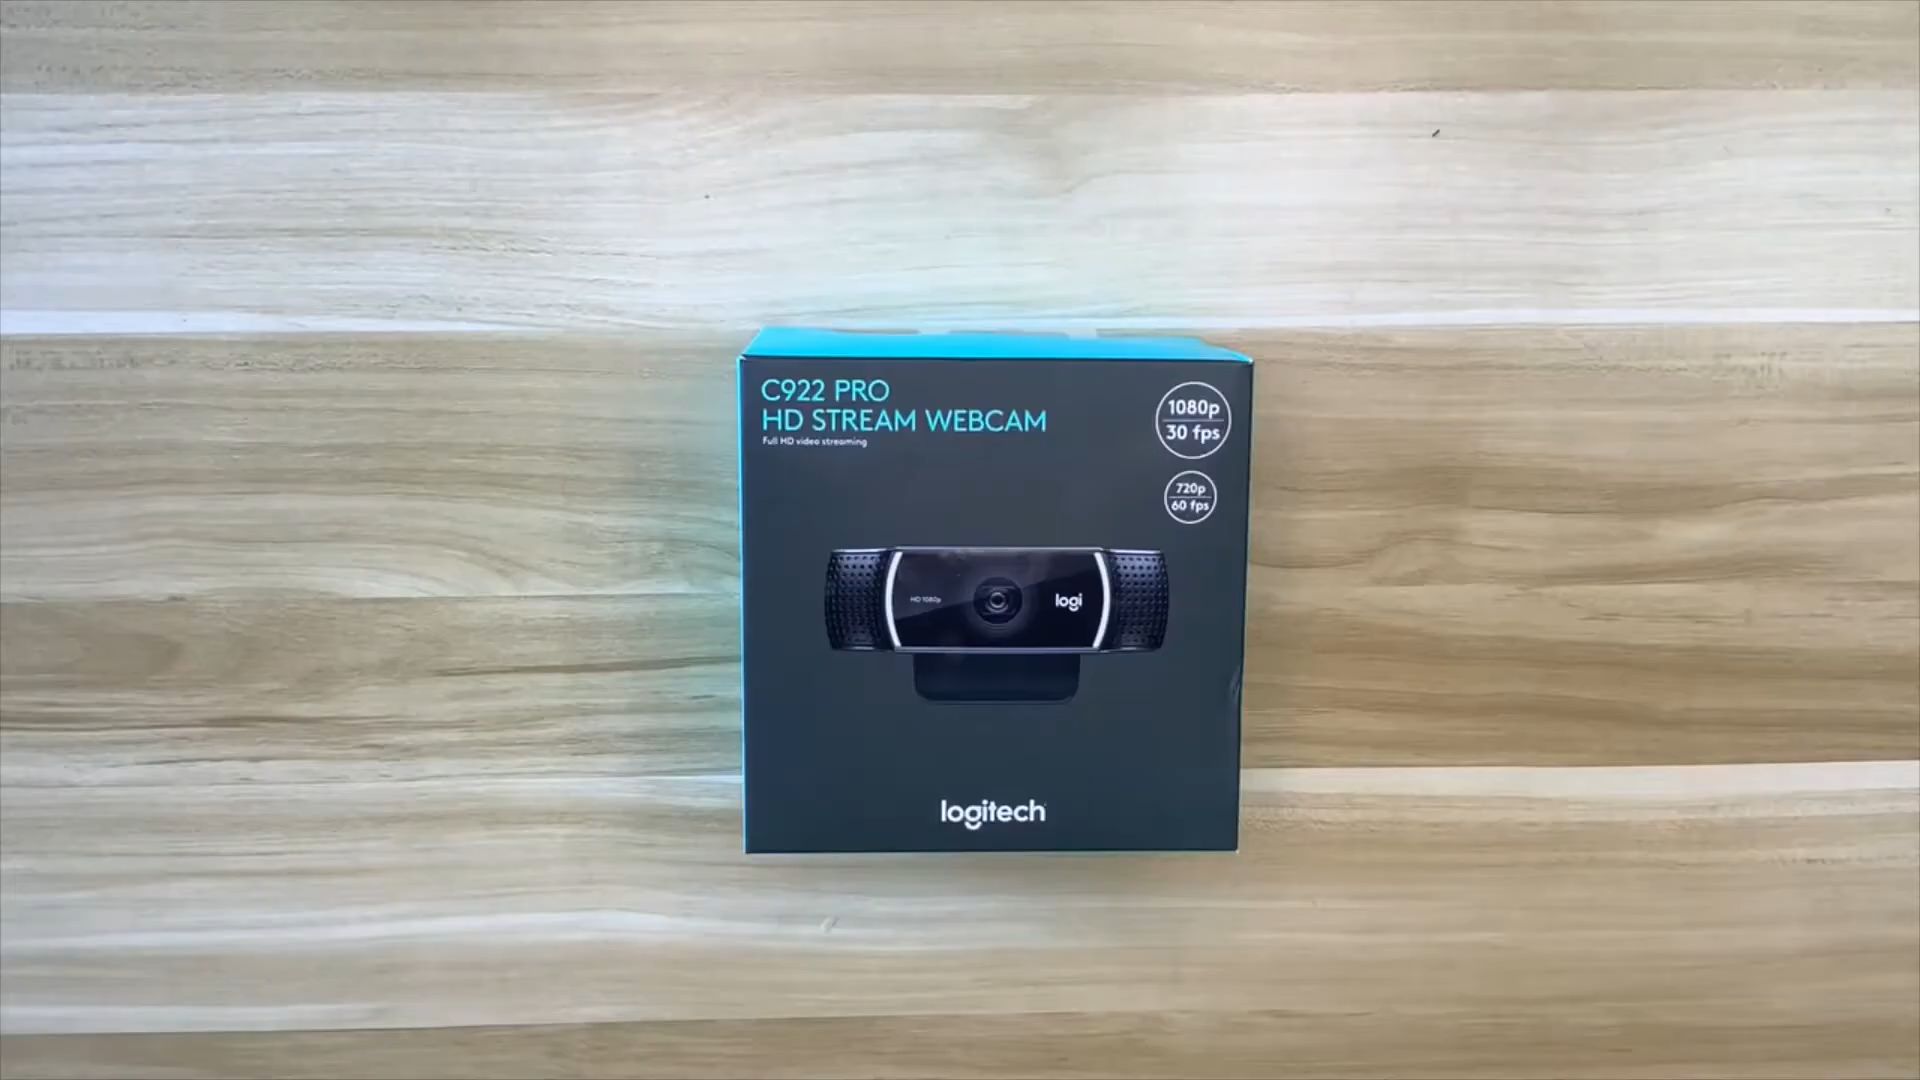 C922 PRO
HD STREAM WEBCAM
Full HD video streaming
1080p
30 fps
720p
60 fps
HD 1080p
logi
logitech